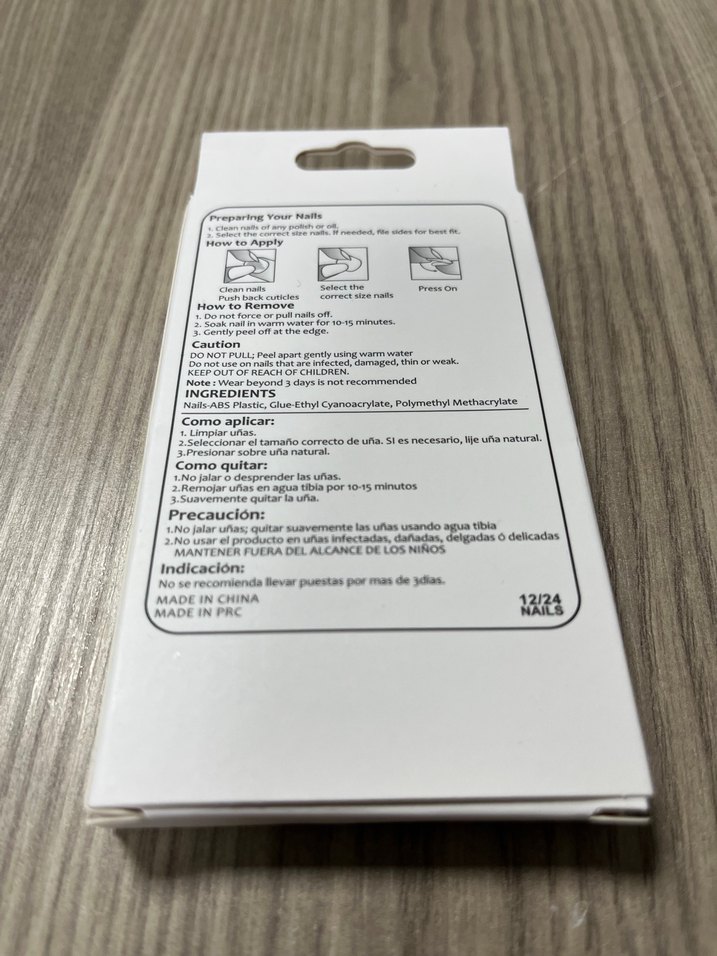 Preparing Your Nails
1. Clean nails of any polish or oil.
2. Select the correct size nails. If needed, file sides for best fit.
How to Apply
Clean nails
Push back cuticles
Select the
correct size nails
Press On
How to Remove
1. Do not force or pull nails off.
2. Soak nail in warm water for 10-15 minutes.
3. Gently peel off at the edge.
Caution
DO NOT PULL; Peel apart gently using warm water
Do not use on nails that are infected, damaged, thin or weak.
KEEP OUT OF REACH OF CHILDREN.
Note : Wear beyond 3 days is not recommended
INGREDIENTS
Nails-ABS Plastic, Glue-Ethyl Cyanoacrylate, Polymethyl Methacrylate
Como aplicar:
1. Limpiar uñas.
2.Seleccionar el tamaño correcto de uña. SI es necesario, lije uña natural.
3.Presionar sobre uña natural.
Como quitar:
1.No jalar o desprender las uñas.
2.Remojar uñas en agua tibia por 10-15 minutos
3.Suavemente quitar la uña.
Precaución:
1.No jalar uñas; quitar suavemente las uñas usando agua tibia
2.No usar el producto en uñas infectadas, dañadas, delgadas ó delicadas
MANTENER FUERA DEL ALCANCE DE LOS NIÑOS
Indicación:
No se recomienda llevar puestas por mas de 3días.
MADE IN CHINA
MADE IN PRC
12/24
NAILS